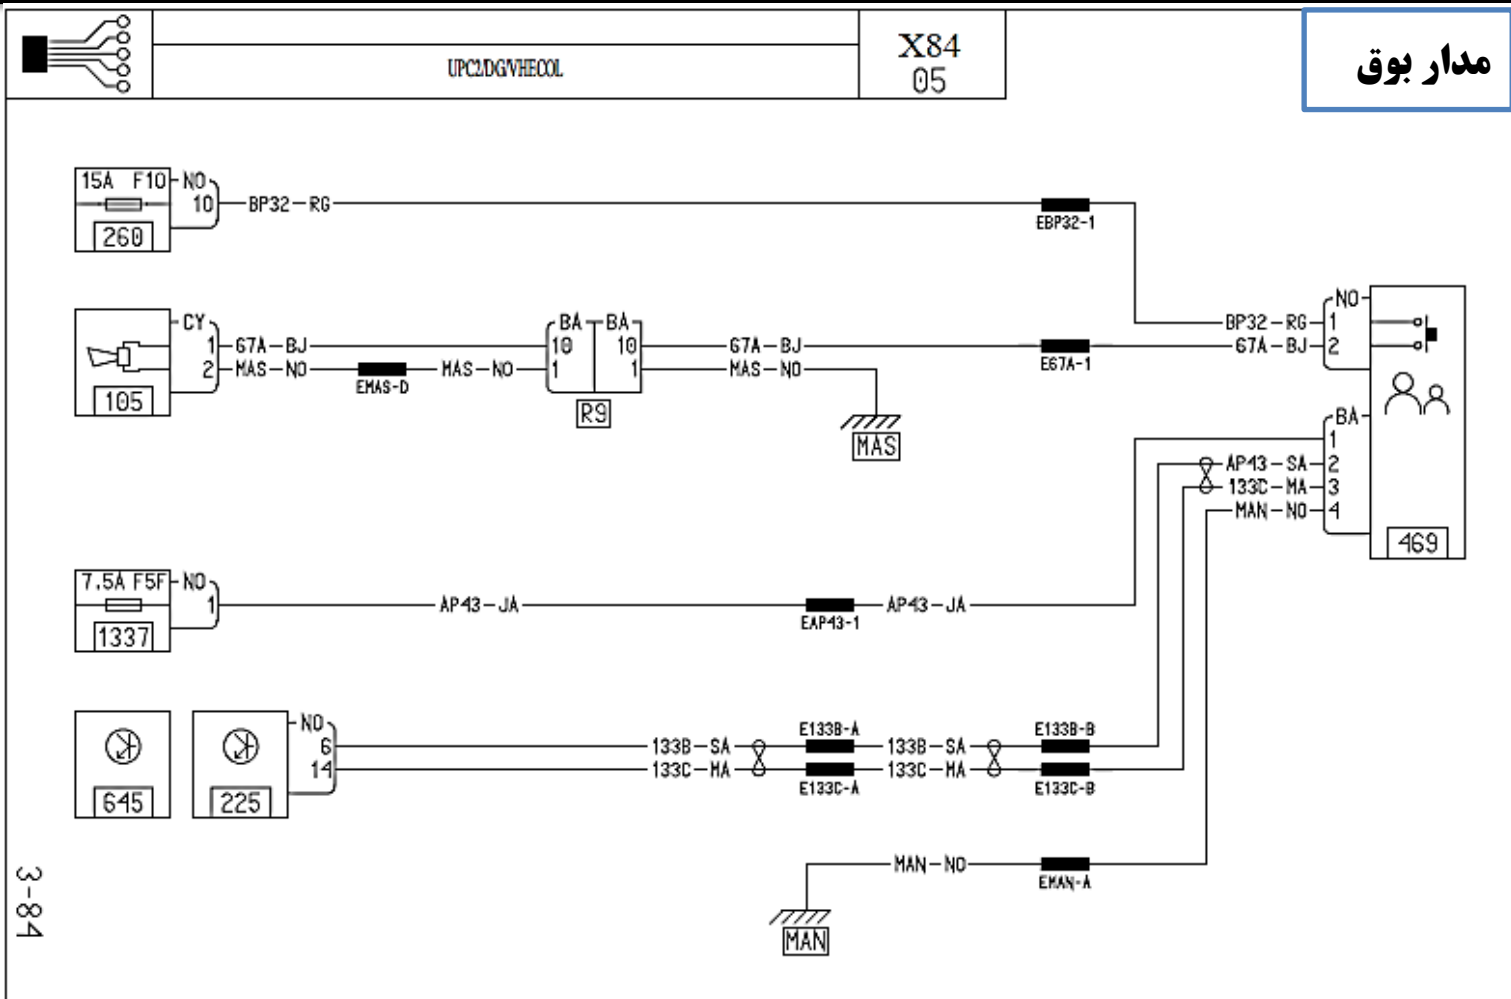 UPC2/DG/VHECOL
X84
05
مدار بوق
15A F10 NO
10 BP32-RG
EBP32-1
260
NO
BP32-RG 1
67A-BJ 2
CY BA BA
1 67A-BJ 10 10 67A-BJ
E67A-1
2 MAS-NO MAS-NO 1 1 MAS-NO
EMAS-D
105
R9
MAS
BA
1
AP43-SA 2
133C-MA 3
MAN-NO 4
469
7.5A F5F NO
1 AP43-JA AP43-JA
EAP43-1
1337
NO
E133B-A E133B-B
6 133B-SA 133B-SA
14 133C-MA 133C-MA
E133C-A E133C-B
645 225
MAN-NO
EMAN-A
MAN
3-84